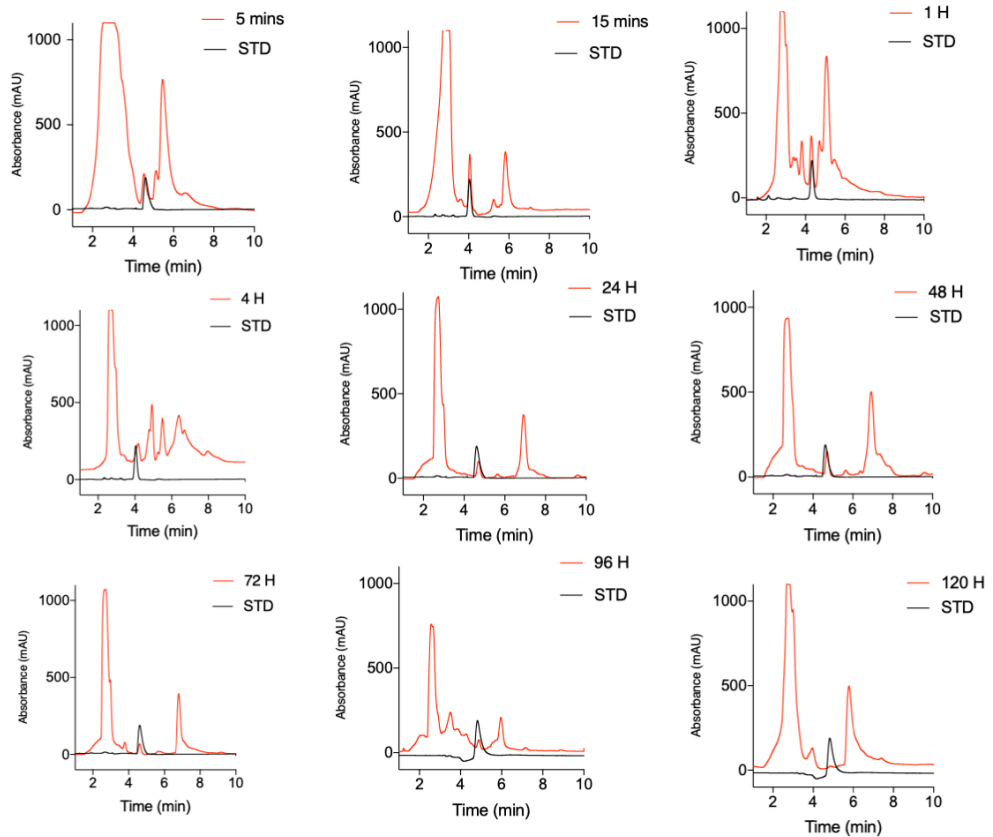 5 mins
STD
1000
500
0
Absorbance (mAU)
2 4 6 8 10
Time (min)
15 mins
STD
1000
500
0
Absorbance (mAU)
2 4 6 8 10
Time (min)
1 H
STD
1000
500
0
Absorbance (mAU)
2 4 6 8 10
Time (min)
4 H
STD
1000
500
0
Absorbance (mAU)
2 4 6 8 10
Time (min)
24 H
STD
1000
500
0
Absorbance (mAU)
2 4 6 8 10
Time (min)
48 H
STD
1000
500
0
Absorbance (mAU)
2 4 6 8 10
Time (min)
72 H
STD
1000
500
0
Absorbance (mAU)
2 4 6 8 10
Time (min)
96 H
STD
1000
500
0
Absorbance (mAU)
2 4 6 8 10
Time (min)
120 H
STD
1000
500
0
Absorbance (mAU)
2 4 6 8 10
Time (min)